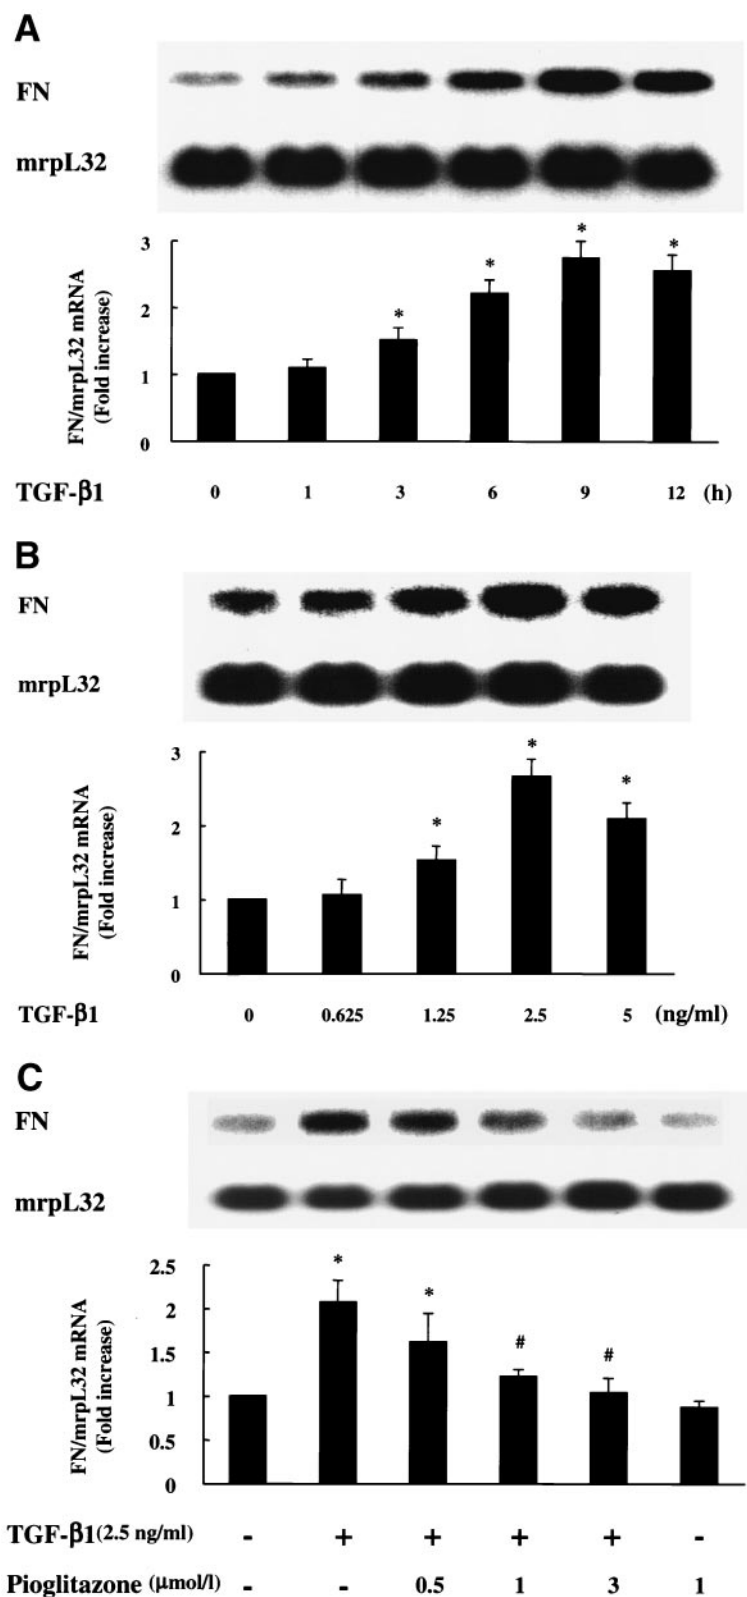 A
FN
mrpL32
FN/mrpL32 mRNA
(Fold increase)
3
*
*
*
*
2
1
0
TGF-β1 0 1 3 6 9 12 (h)
B
FN
mrpL32
FN/mrpL32 mRNA
(Fold increase)
3
*
*
*
2
1
0
TGF-β1 0 0.625 1.25 2.5 5 (ng/ml)
C
FN
mrpL32
FN/mrpL32 mRNA
(Fold increase)
2.5
*
*
2
#
#
1.5
1
0.5
0
TGF-β1(2.5 ng/ml) - + + + + -
Pioglitazone (μmol/l) - - 0.5 1 3 1